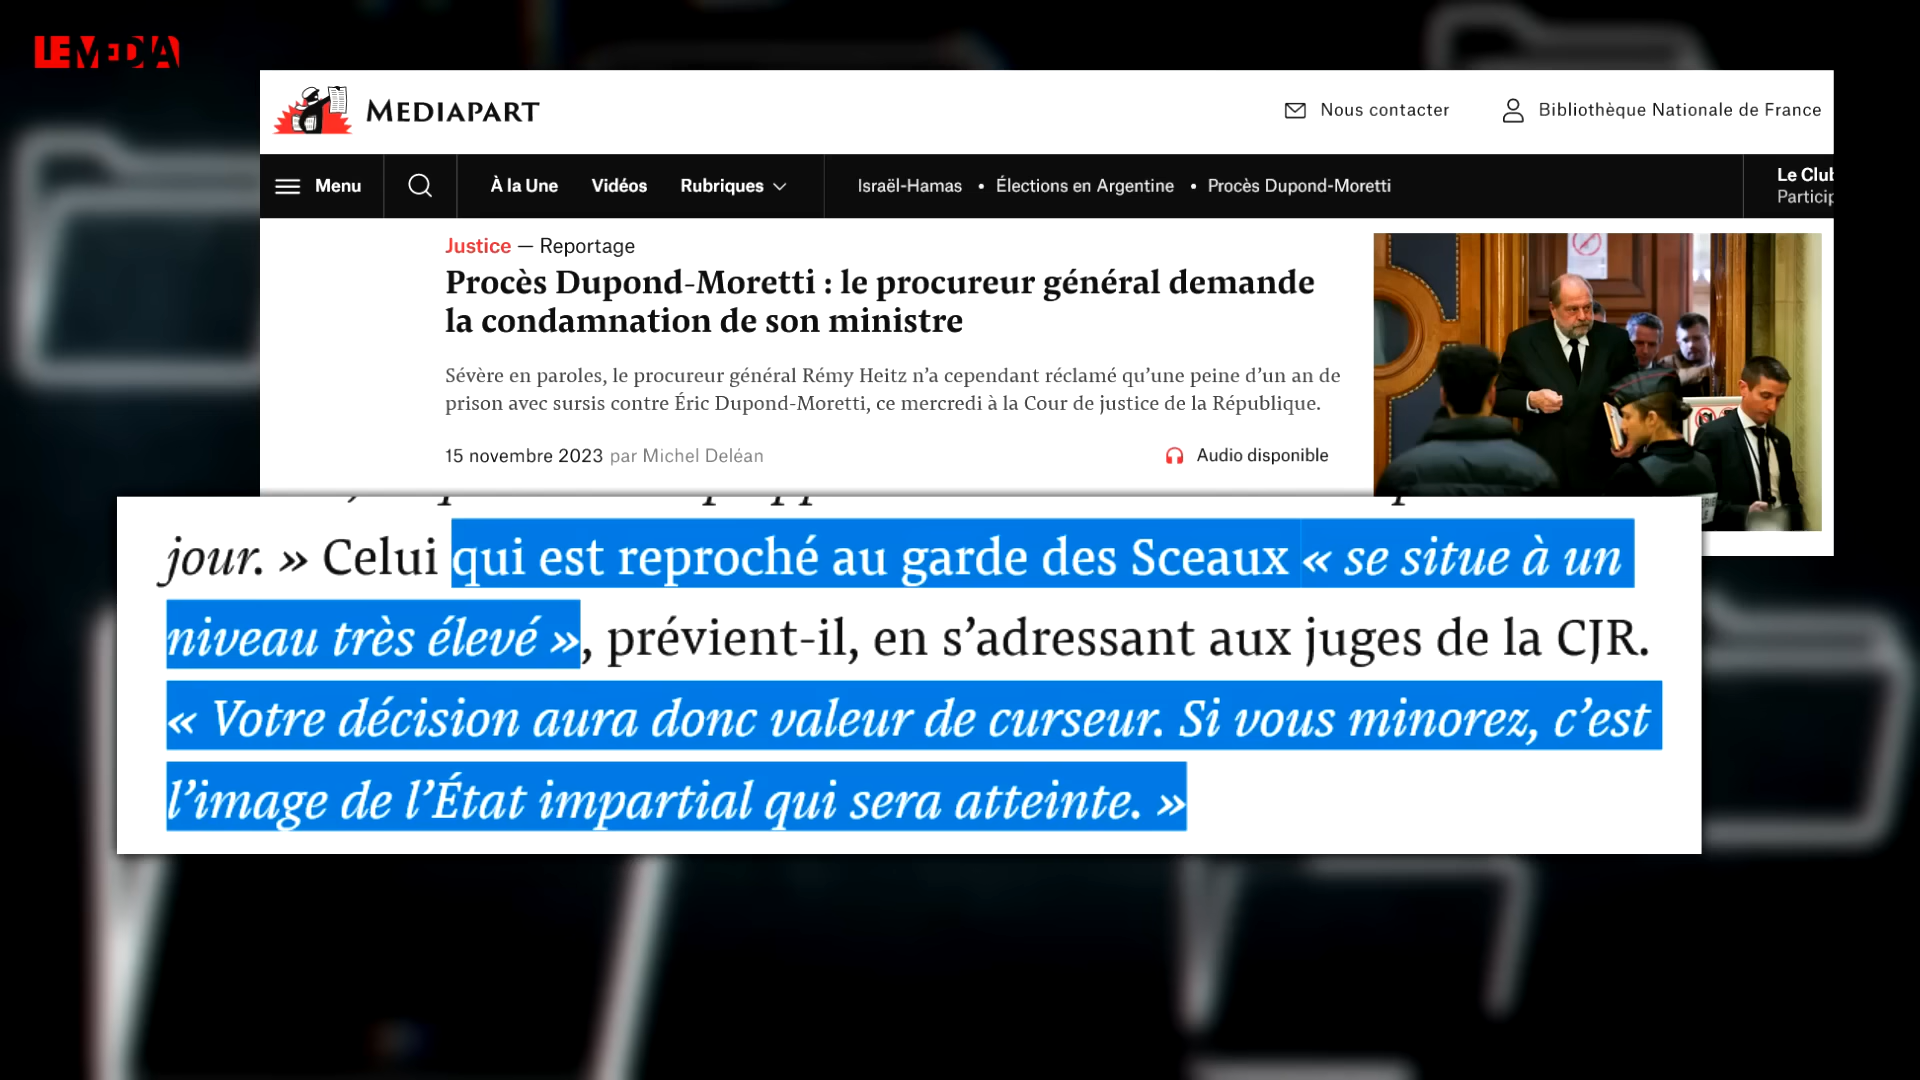 LEMEDIA
MEDIAPART
Nous contacter
Bibliothèque Nationale de France
Menu
À la Une
Vidéos
Rubriques
Israël-Hamas • Élections en Argentine • Procès Dupond-Moretti
Le Club
Particip
Justice — Reportage
Procès Dupond-Moretti : le procureur général demande
la condamnation de son ministre
Sévère en paroles, le procureur général Rémy Heitz n’a cependant réclamé qu’une peine d’un an de
prison avec sursis contre Éric Dupond-Moretti, ce mercredi à la Cour de justice de la République.
15 novembre 2023 par Michel Deléan
Audio disponible
jour. » Celui qui est reproché au garde des Sceaux « se situe à un
niveau très élevé », prévient-il, en s’adressant aux juges de la CJR.
« Votre décision aura donc valeur de curseur. Si vous minorez, c’est
l’image de l’État impartial qui sera atteinte. »